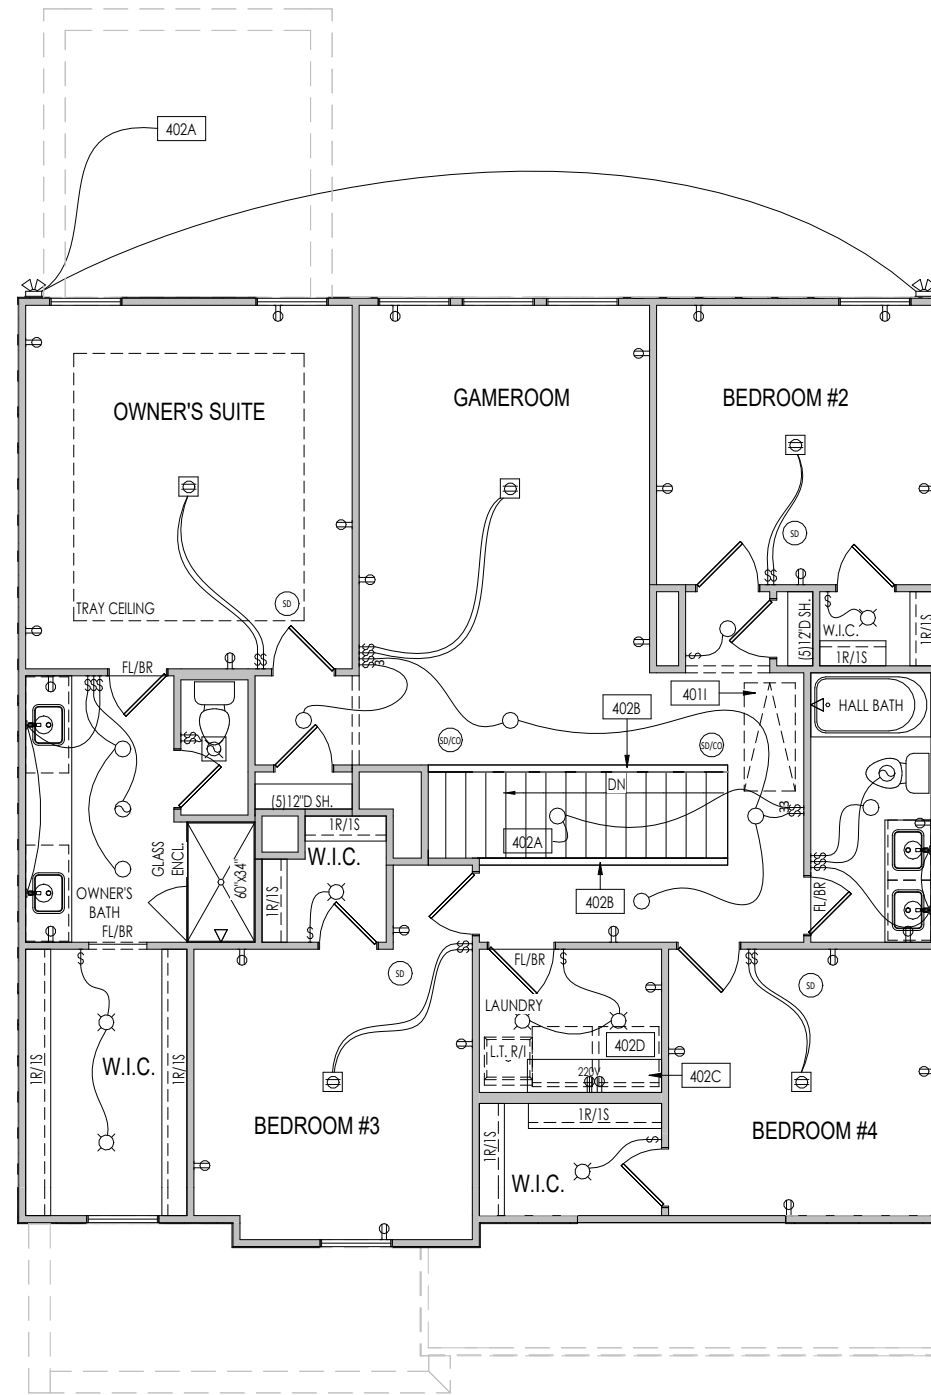 402A
OWNER'S SUITE
GAMEROOM
BEDROOM #2
SD
SD
TRAY CEILING
$$
$$
$
$
W.I.C.
(5)12"D SH.
1R/1S
1R/1S
FL/BR
$$$
$$$
3
401I
402B
HALL BATH
SD/CO
SD/CO
$$
DN
33
$$
(5)12"D SH.
402A
1R/1S
W.I.C.
GLASS
ENCL.
60"x34"
1R/1S
$
OWNER'S
BATH
FL/BR
402B
$$$
$$$
FL/BR
$
SD
$$
FL/BR
$
$$
SD
LAUNDRY
L.T. R/I
402D
220V
402C
1R/1S
W.I.C.
1R/1S
BEDROOM #3
1R/1S
1R/1S
W.I.C.
$
BEDROOM #4